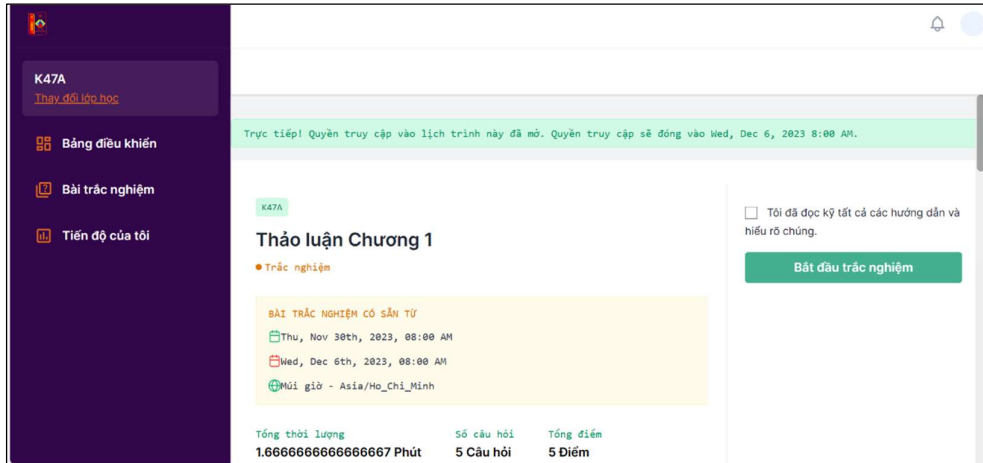 K47A
Thay đổi lớp học
Bảng điều khiển
Bài trắc nghiệm
Tiến độ của tôi
Trực tiếp! Quyền truy cập vào lịch trình này đã mở. Quyền truy cập sẽ đóng vào Wed, Dec 6, 2023 8:00 AM.
K47A
Thảo luận Chương 1
Trắc nghiệm
BÀI TRẮC NGHIỆM CÓ SẴN TỪ
Thu, Nov 30th, 2023, 08:00 AM
Wed, Dec 6th, 2023, 08:00 AM
Múi giờ - Asia/Ho_Chi_Minh
Tổng thời lượng Số câu hỏi Tổng điểm
1.6666666666666667 Phút 5 Câu hỏi 5 Điểm
Tôi đã đọc kỹ tất cả các hướng dẫn và
hiểu rõ chúng.
Bắt đầu trắc nghiệm